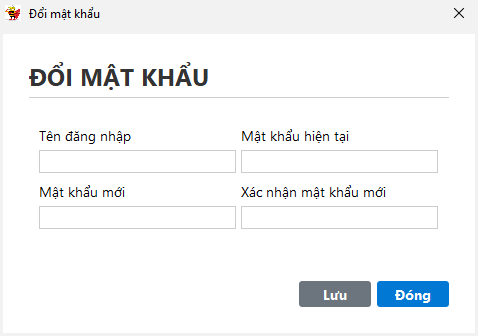 Đổi mật khẩu
ĐỔI MẬT KHẨU
Tên đăng nhập Mật khẩu hiện tại
Mật khẩu mới Xác nhận mật khẩu mới
Lưu Đóng